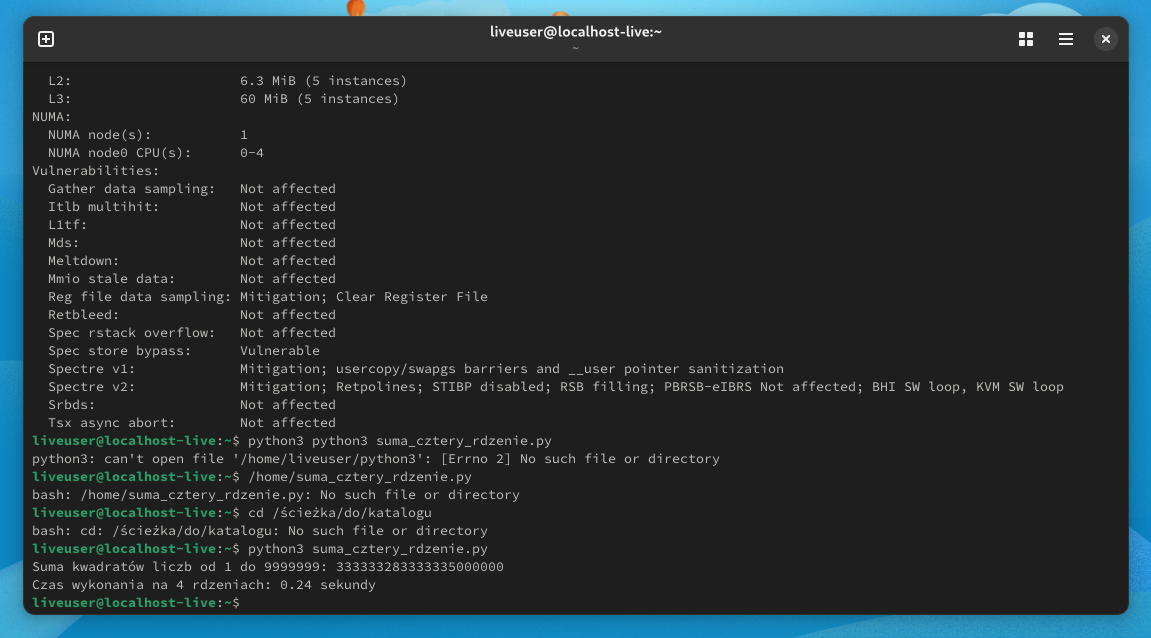 liveuser@localhost-live:~
~
L2: 6.3 MiB (5 instances)
L3: 60 MiB (5 instances)
NUMA:
NUMA node(s): 1
NUMA node0 CPU(s): 0-4
Vulnerabilities:
Gather data sampling: Not affected
Itlb multihit: Not affected
L1tf: Not affected
Mds: Not affected
Meltdown: Not affected
Mmio stale data: Not affected
Reg file data sampling: Mitigation; Clear Register File
Retbleed: Not affected
Spec rstack overflow: Not affected
Spec store bypass: Vulnerable
Spectre v1: Mitigation; usercopy/swapgs barriers and __user pointer sanitization
Spectre v2: Mitigation; Retpolines; STIBP disabled; RSB filling; PBRSB-eIBRS Not affected; BHI SW loop, KVM SW loop
Srbds: Not affected
Tsx async abort: Not affected
liveuser@localhost-live:~$ python3 python3 suma_cztery_rdzenie.py
python3: can't open file '/home/liveuser/python3': [Errno 2] No such file or directory
liveuser@localhost-live:~$ /home/suma_cztery_rdzenie.py
bash: /home/suma_cztery_rdzenie.py: No such file or directory
liveuser@localhost-live:~$ cd /ścieżka/do/katalogu
bash: cd: /ścieżka/do/katalogu: No such file or directory
liveuser@localhost-live:~$ python3 suma_cztery_rdzenie.py
Suma kwadratów liczb od 1 do 9999999: 333333283333335000000
Czas wykonania na 4 rdzeniach: 0.24 sekundy
liveuser@localhost-live:~$